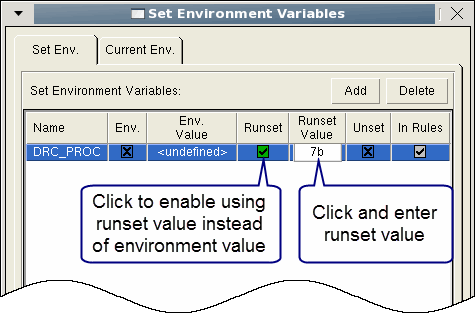 Set Environment Variables
Set Env. Current Env.
Set Environment Variables: Add Delete
Name Env. Env. Value Runset Runset Value Unset In Rules
DRC_PROC <undefined> 7b
Click to enable using
runset value instead
of environment value
Click and enter
runset value